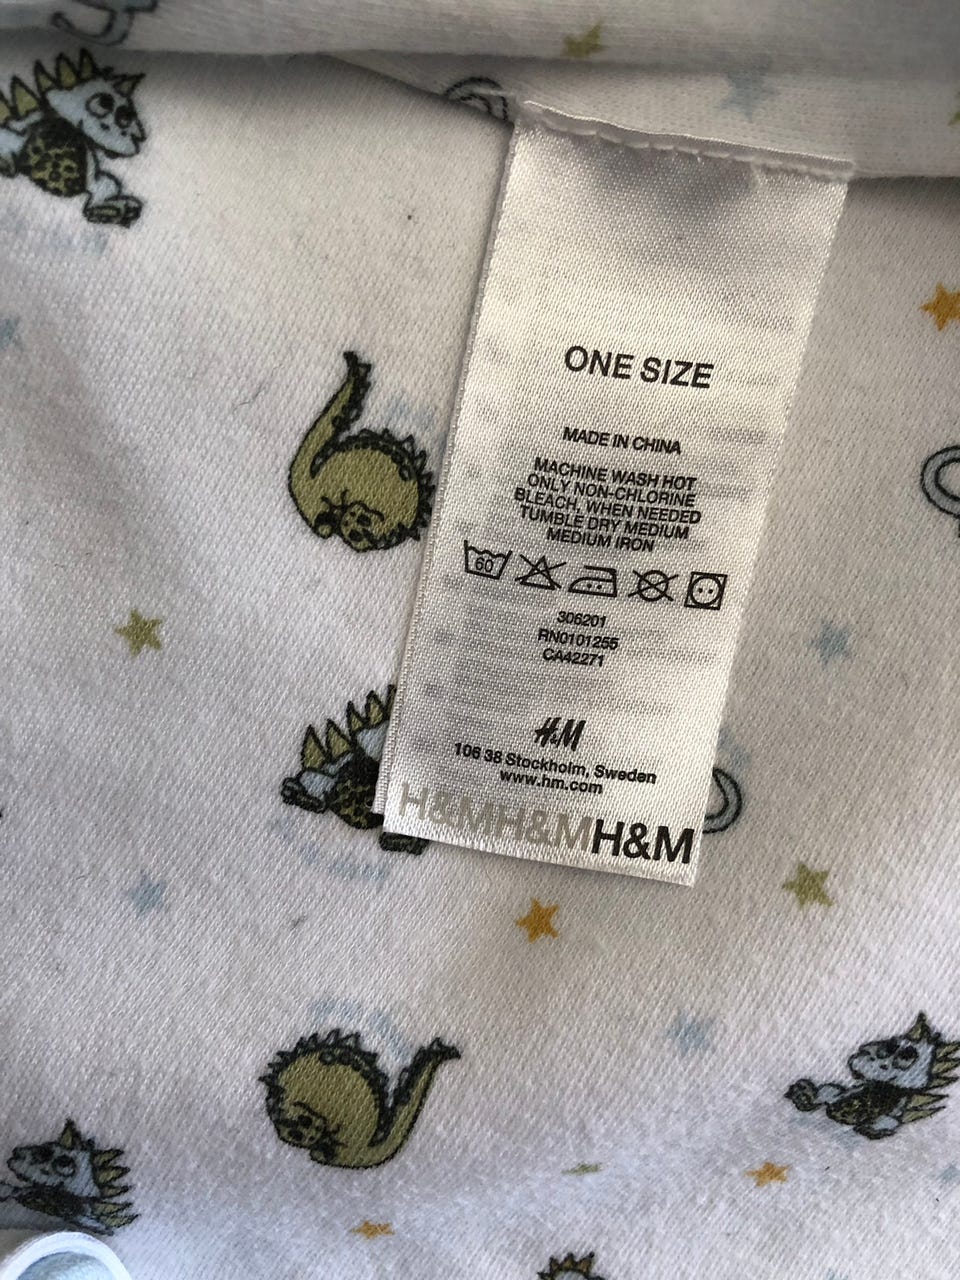 ONE SIZE
MADE IN CHINA
MACHINE WASH HOT
ONLY NON-CHLORINE
BLEACH, WHEN NEEDED
TUMBLE DRY MEDIUM
MEDIUM IRON
60
306201
RN0101255
CA42271
H&M
106 38 Stockholm, Sweden
www.hm.com
H&MH&MH&M